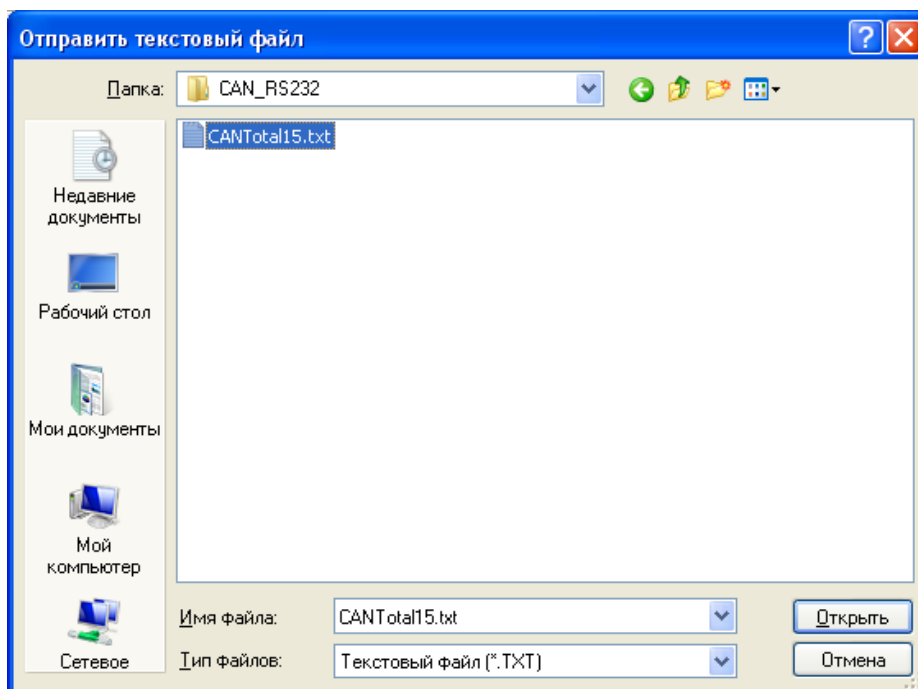 Отправить текстовый файл
Папка:
CAN_RS232
CANTotal15.txt
Недавние
документы
Рабочий стол
Мои документы
Мой
компьютер
Сетевое
Имя файла:
CANTotal15.txt
Открыть
Тип файлов:
Текстовый файл (*.TXT)
Отмена